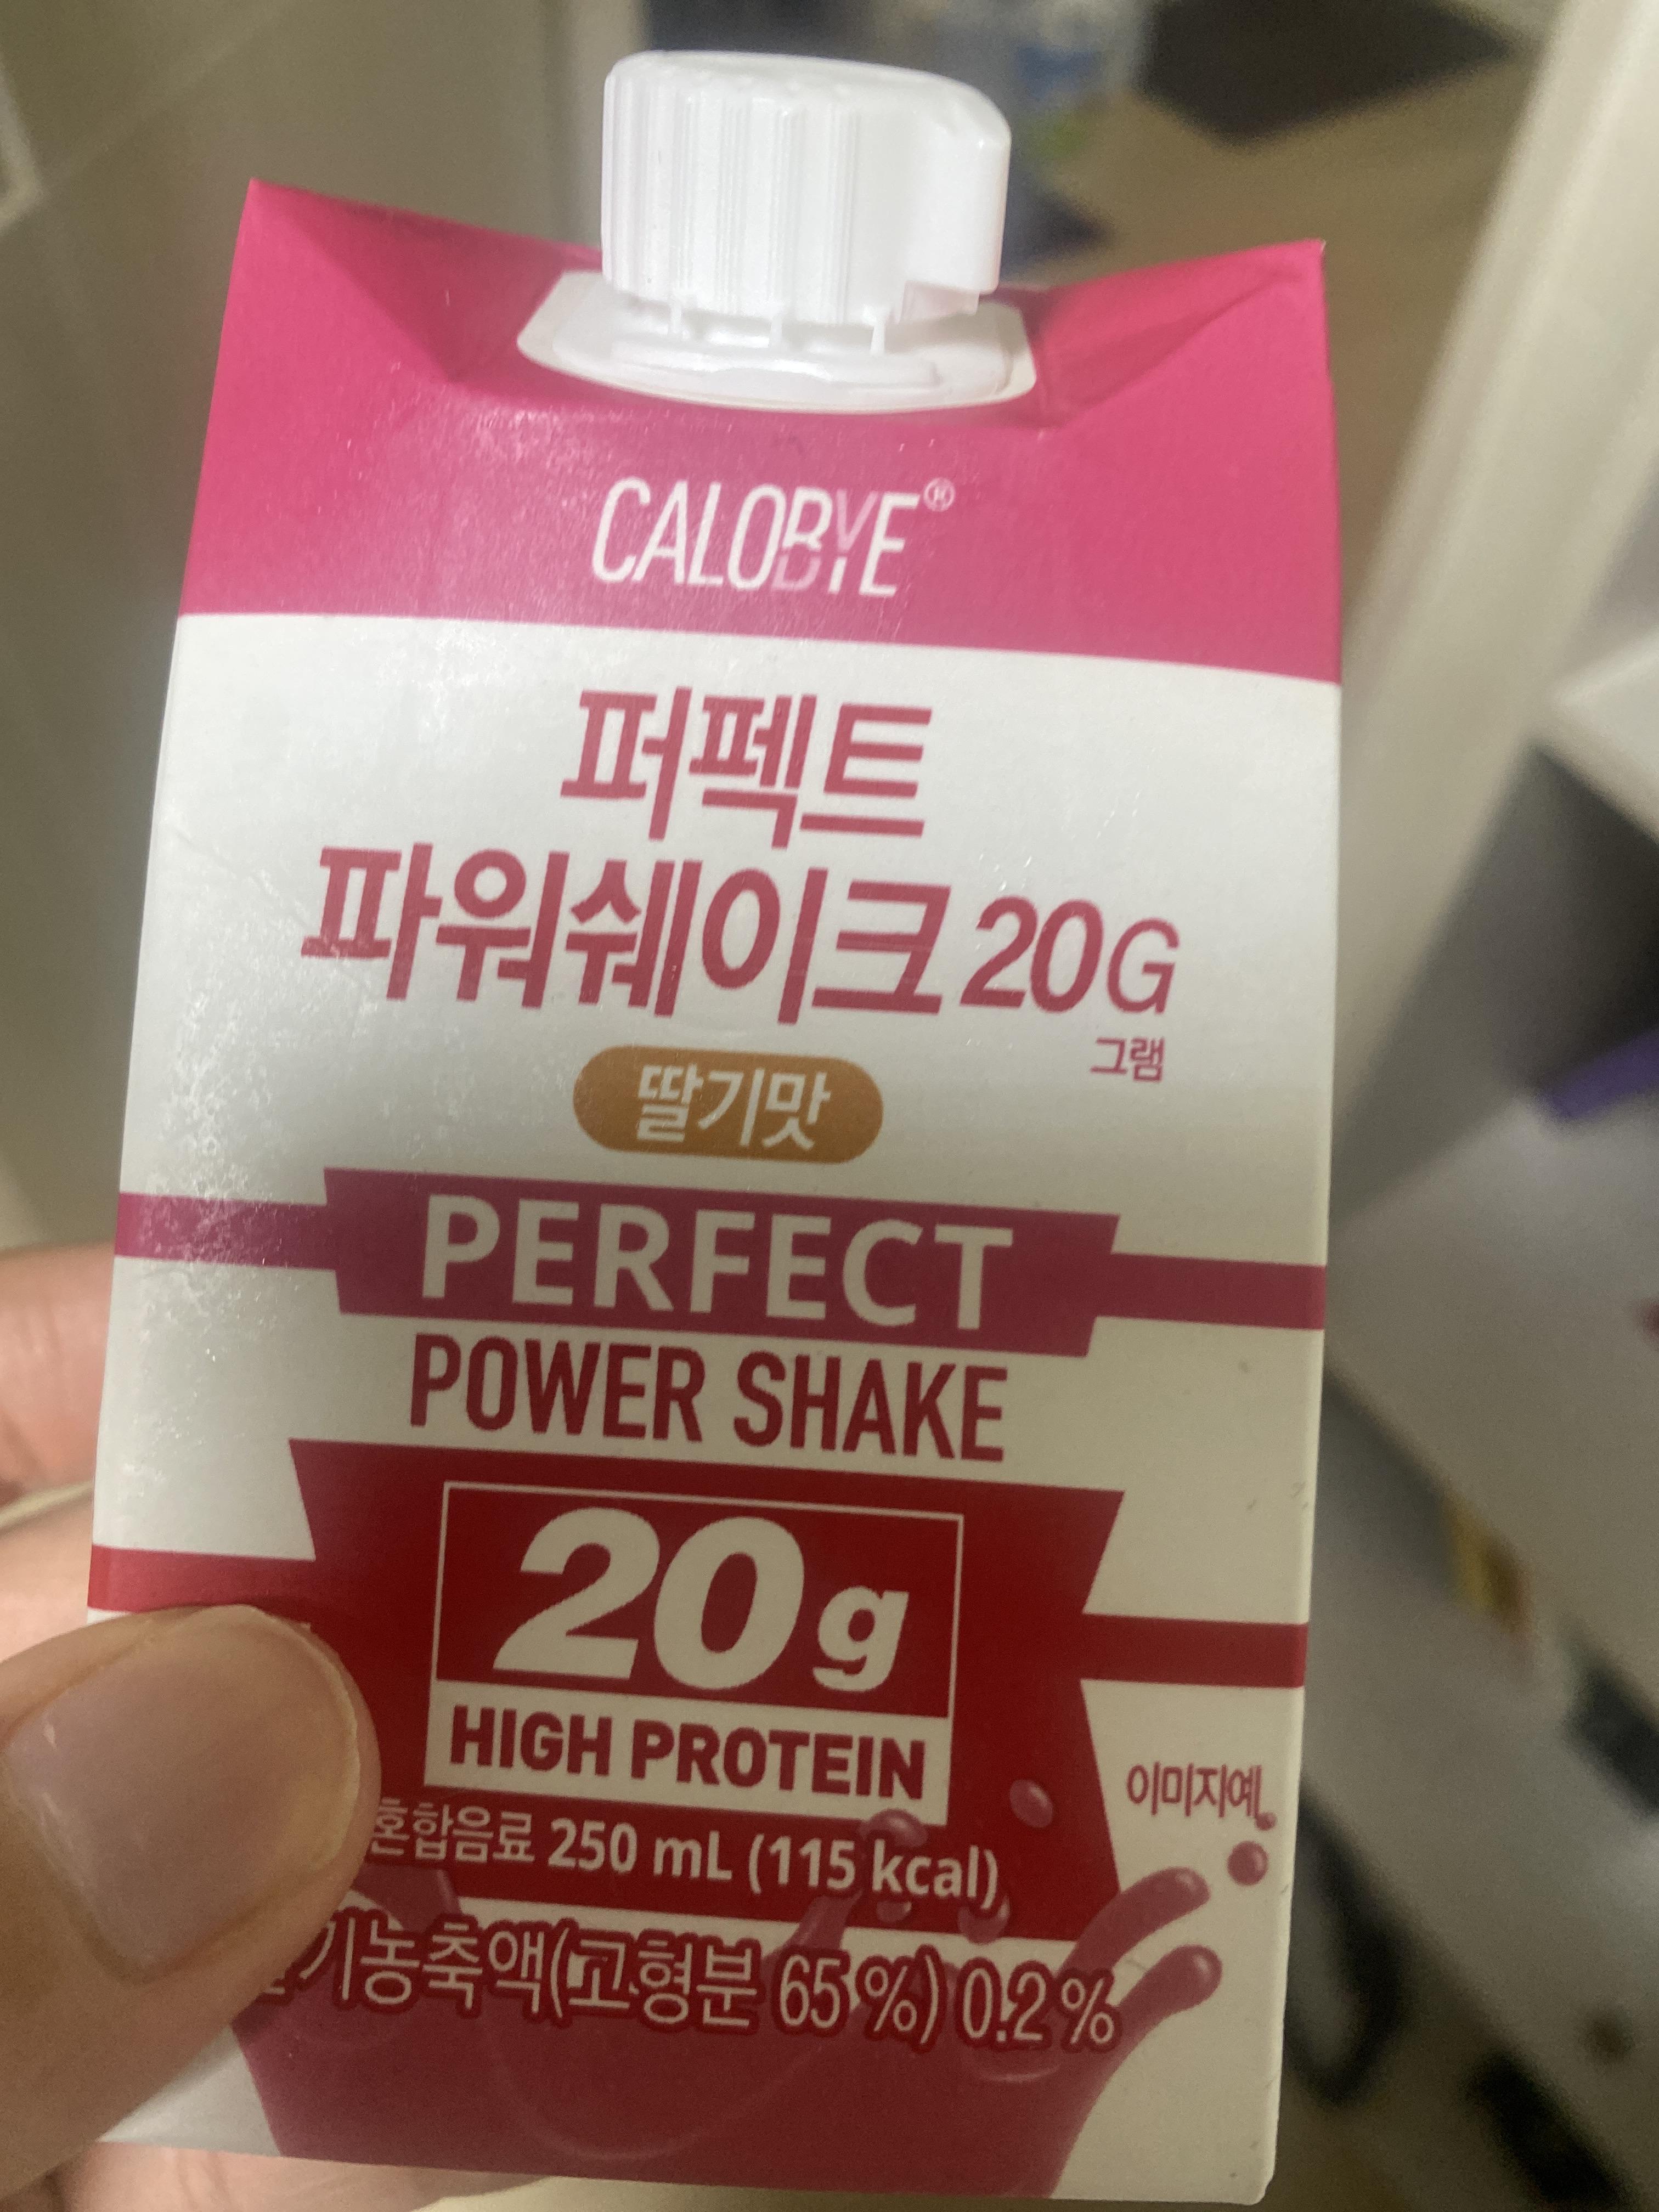 CALOBYE®
퍼펙트
파워쉐이크 20G
그램
딸기맛
PERFECT
POWER SHAKE
20g
HIGH PROTEIN
이미지예
혼합음료 250 mL (115 kcal)
기농축액(고형분 65%) 0.2%